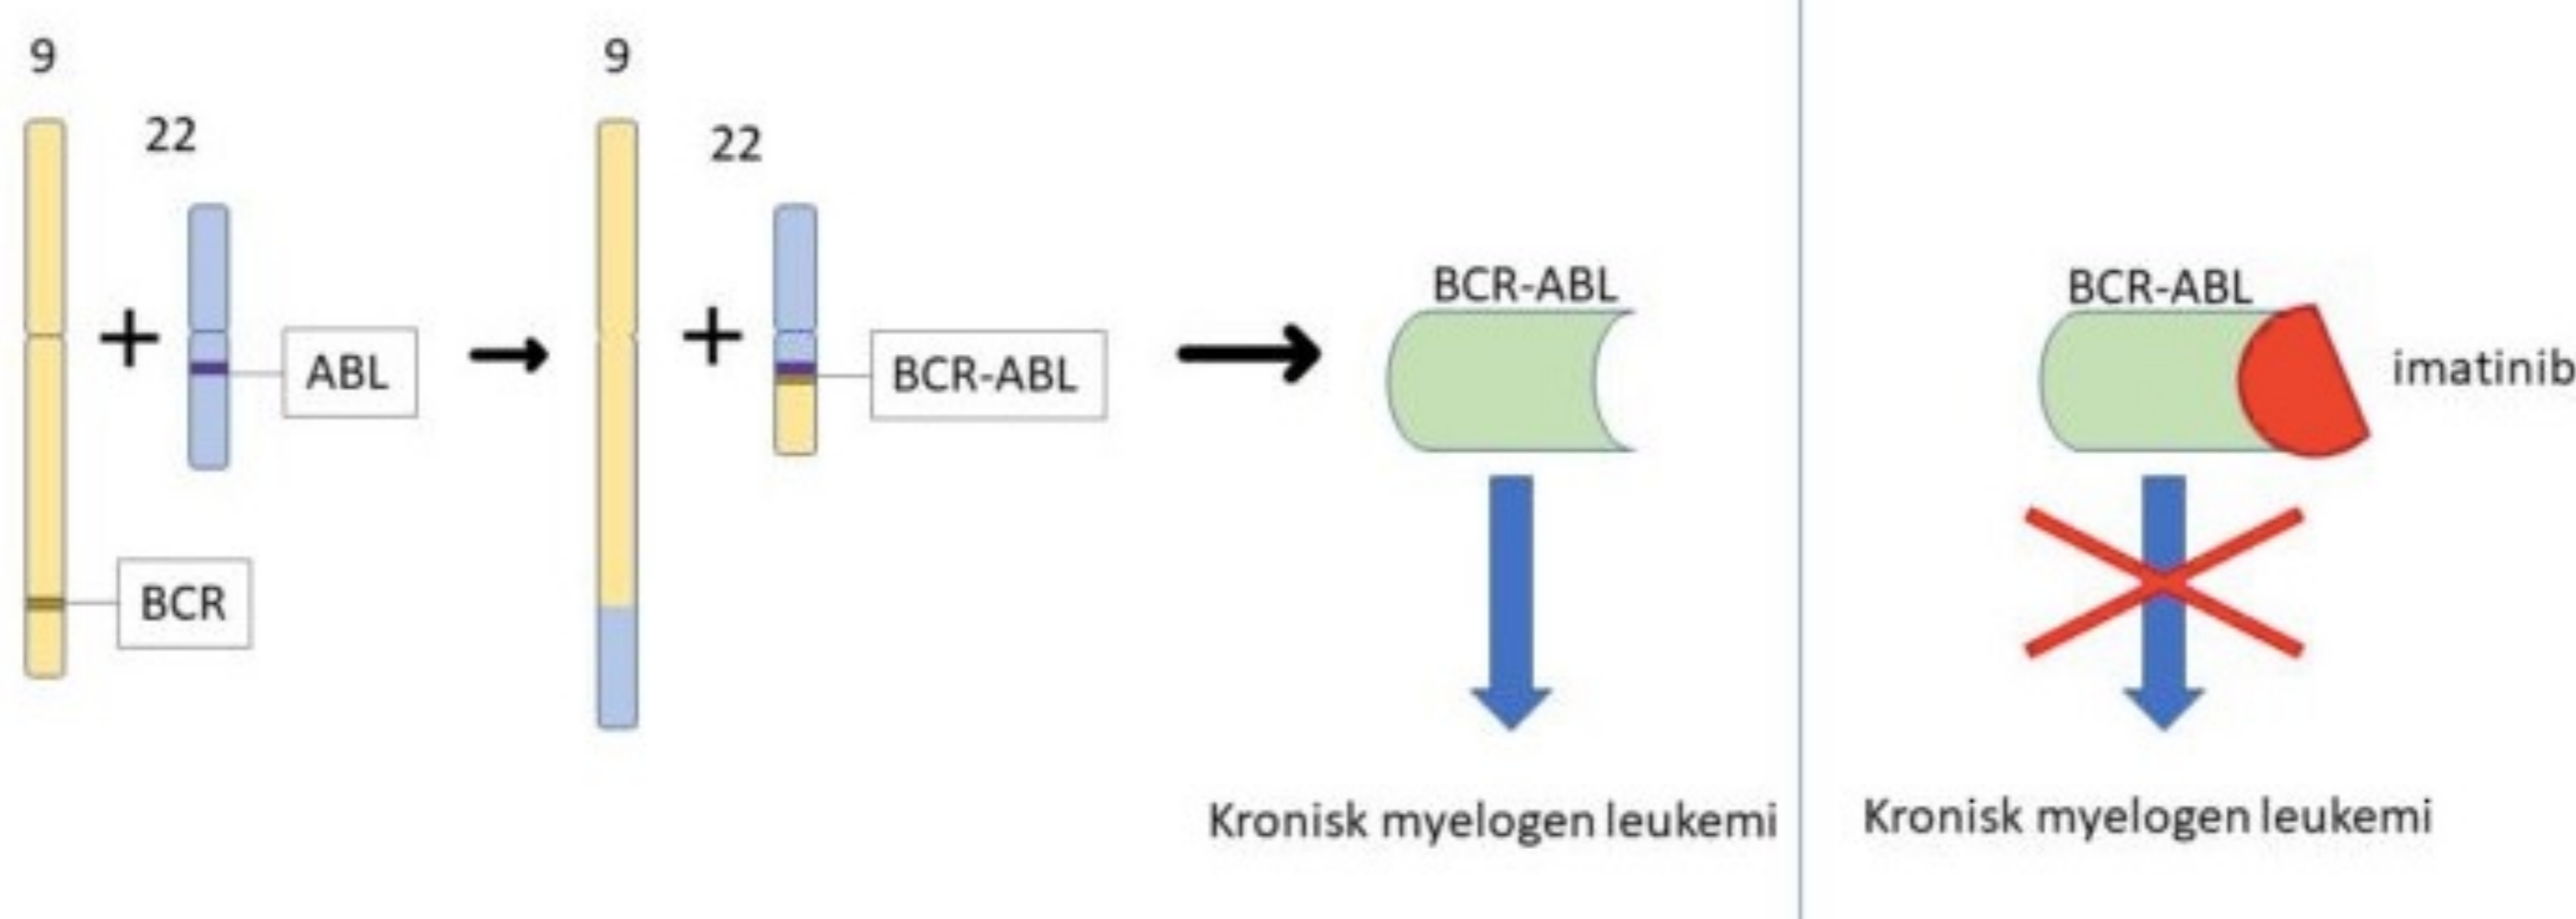 9
22
ABL
BCR
9
22
BCR-ABL
BCR-ABL
Kronisk myelogen leukemi
BCR-ABL
imatinib
Kronisk myelogen leukemi